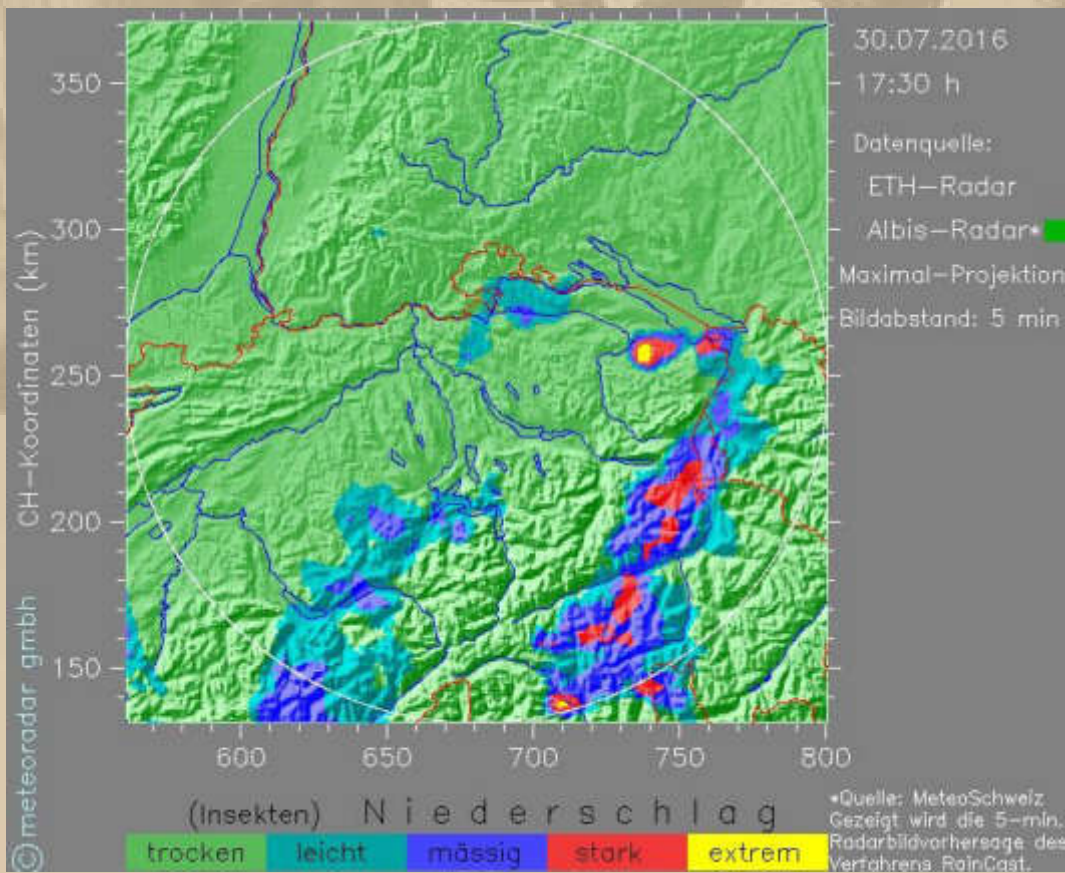 30.07.2016
17:30 h
Datenquelle:
ETH-Radar
Albis-Radar*
Maximal-Projektion
Bildabstand: 5 min
CH-Koordinaten (km)
350
300
250
200
150
600
650
700
750
800
© meteoradar gmbh
(Insekten) Niederschlag
trocken leicht mässig stark extrem
*Quelle: MeteoSchweiz
Gezeigt wird die 5-min.
Radarbildvorhersage des
Verfahrens RainCast.